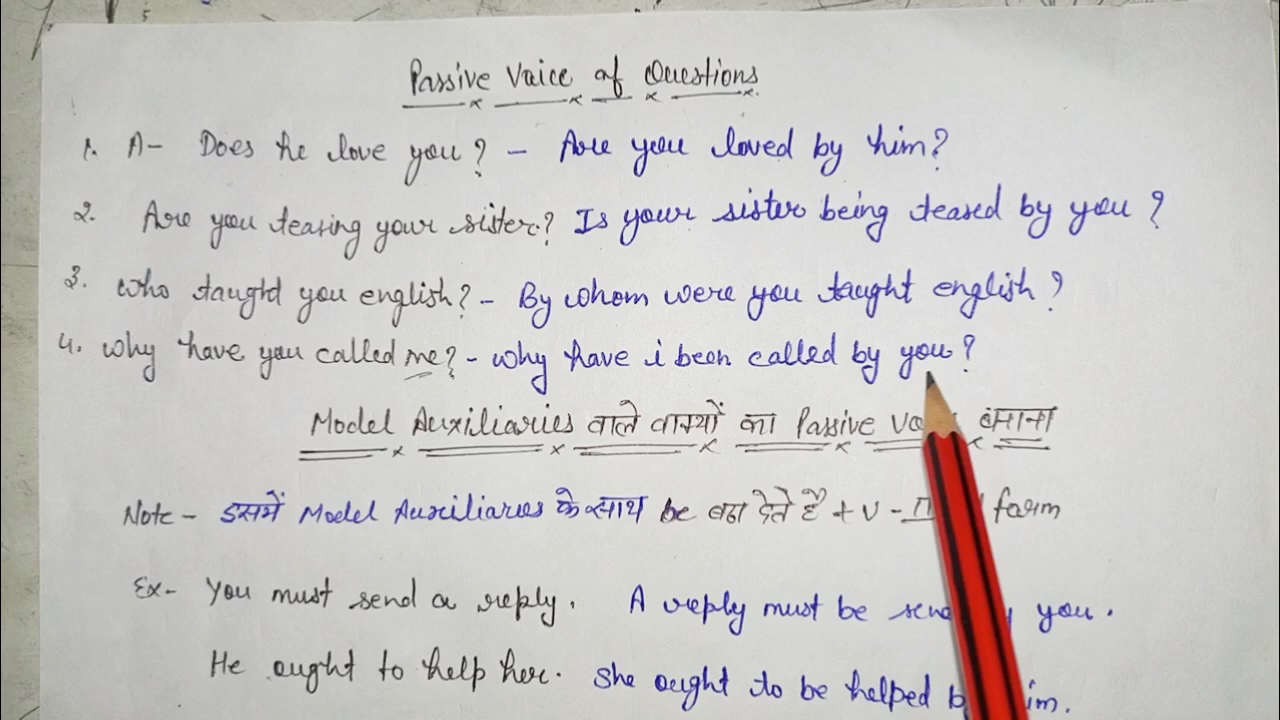 Passive Voice of Questions
1. A- Does he love you? - Are you loved by him?
2. Are you teasing your sister? Is your sister being teased by you?
3. Who taught you english? - By whom were you taught english?
4. Why have you called me? - Why have i been called by you?
Model Auxiliaries वाले वाक्यों का Passive बनाना
Note - इसमें Model Auxiliaries के साथ be बढा देते हैं + V - form
Ex- You must send a reply. A reply must be you.
He ought to help her. She ought to be helped